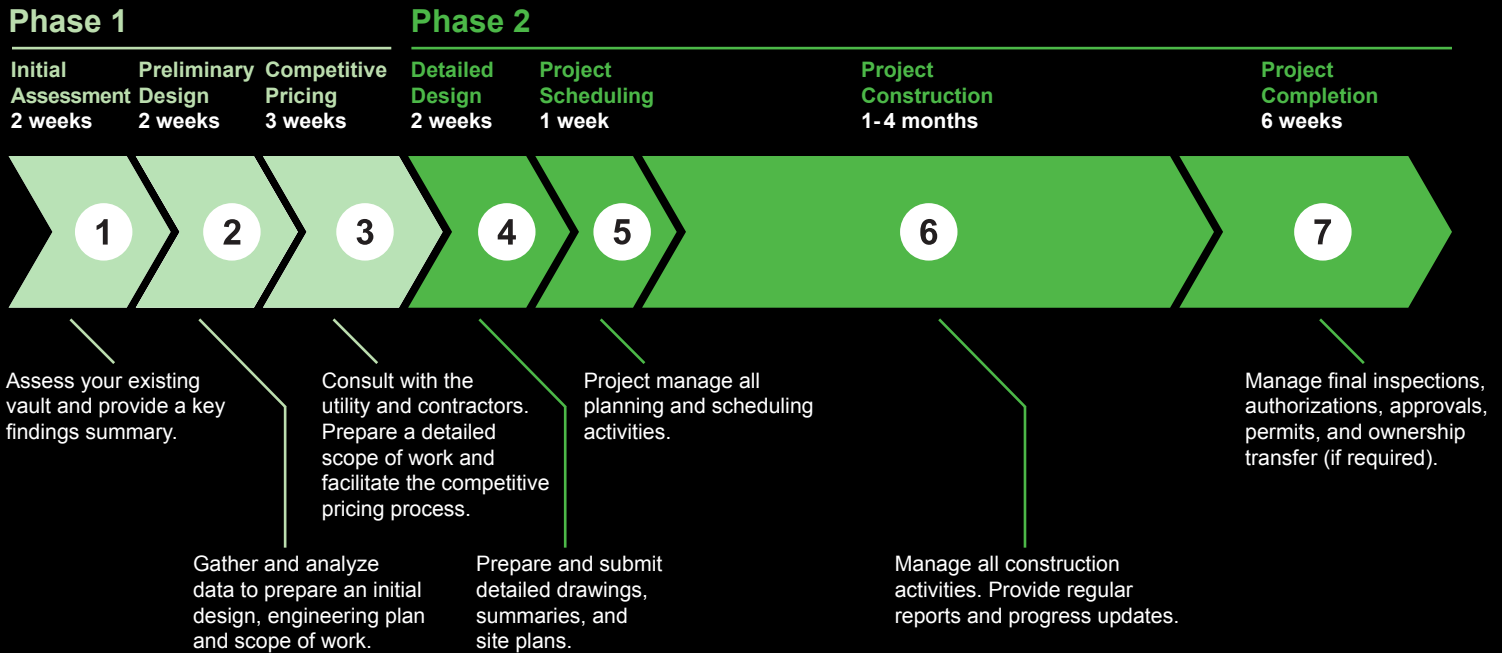 Phase 1
Phase 2
Initial
Assessment
2 weeks
Preliminary
Design
2 weeks
Competitive
Pricing
3 weeks
Detailed
Design
2 weeks
Project
Scheduling
1 week
Project
Construction
1-4 months
Project
Completion
6 weeks
1
2
3
4
5
6
7
Assess your existing
vault and provide a key
findings summary.
Gather and analyze
data to prepare an initial
design, engineering plan
and scope of work.
Consult with the
utility and contractors.
Prepare a detailed
scope of work and
facilitate the competitive
pricing process.
Prepare and submit
detailed drawings,
summaries, and
site plans.
Project manage all
planning and scheduling
activities.
Manage all construction
activities. Provide regular
reports and progress updates.
Manage final inspections,
authorizations, approvals,
permits, and ownership
transfer (if required).